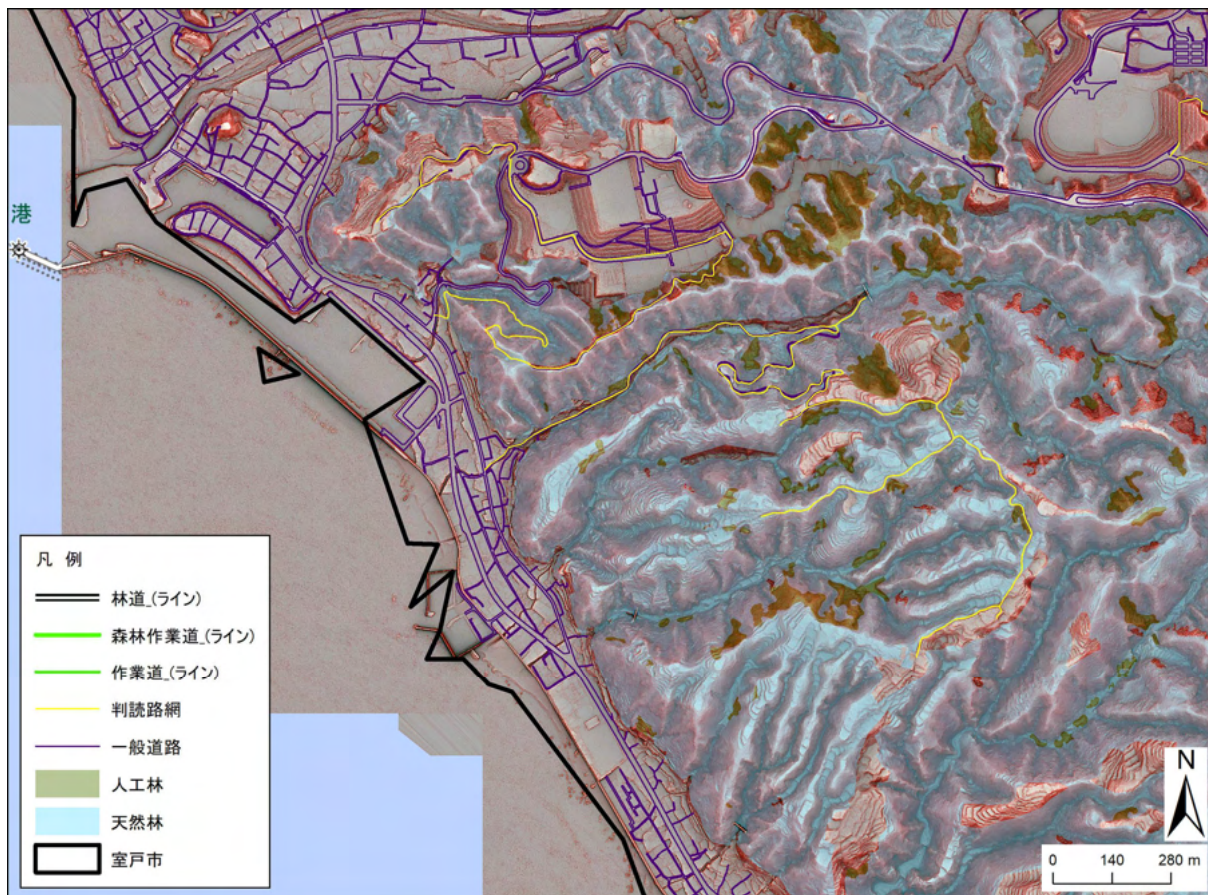 港
凡 例
林道_(ライン)
森林作業道_(ライン)
作業道_(ライン)
判読路網
一般道路
人工林
天然林
室戸市
N
0 140 280 m